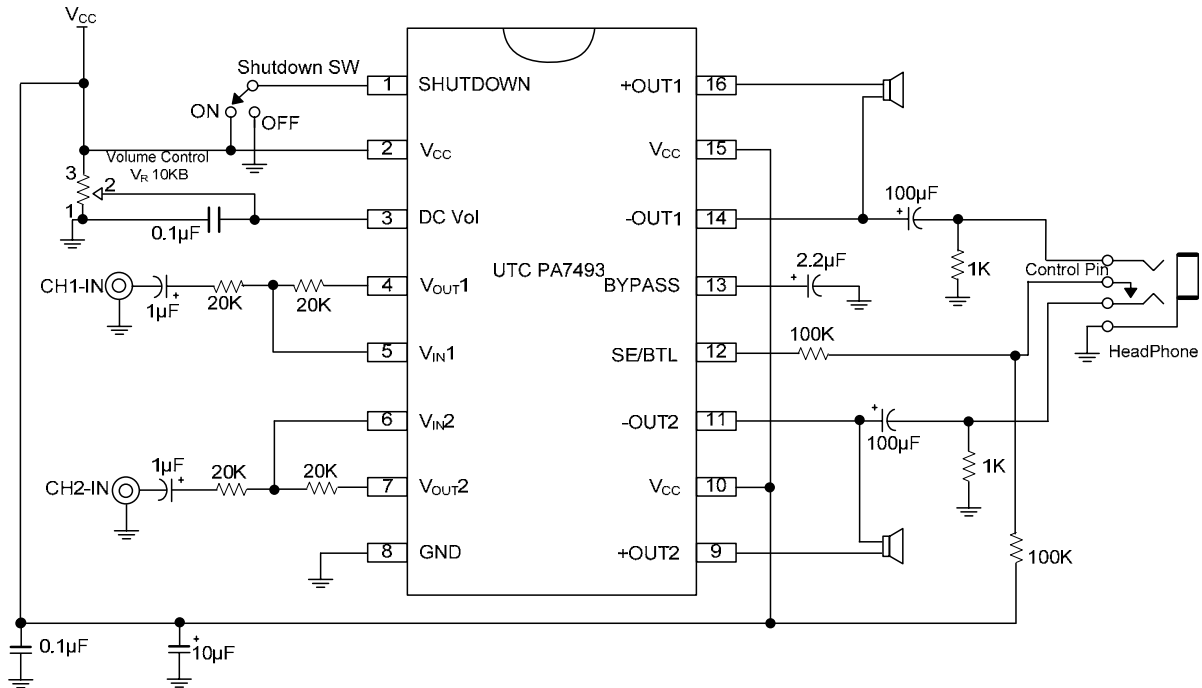 VCC
Shutdown SW
ON
OFF
Volume Control
VR 10KB
3
2
1
0.1µF
CH1-IN
1µF
+
20K
20K
CH2-IN
1µF
+
20K
20K
0.1µF
+
10µF
UTC PA7493
1 SHUTDOWN
2 VCC
3 DC Vol
4 VOUT1
5 VIN1
6 VIN2
7 VOUT2
8 GND
+OUT1 16
VCC 15
-OUT1 14
BYPASS 13
SE/BTL 12
-OUT2 11
VCC 10
+OUT2 9
100µF
+
1K
2.2µF
+
Control Pin
100K
HeadPhone
+
100µF
1K
100K